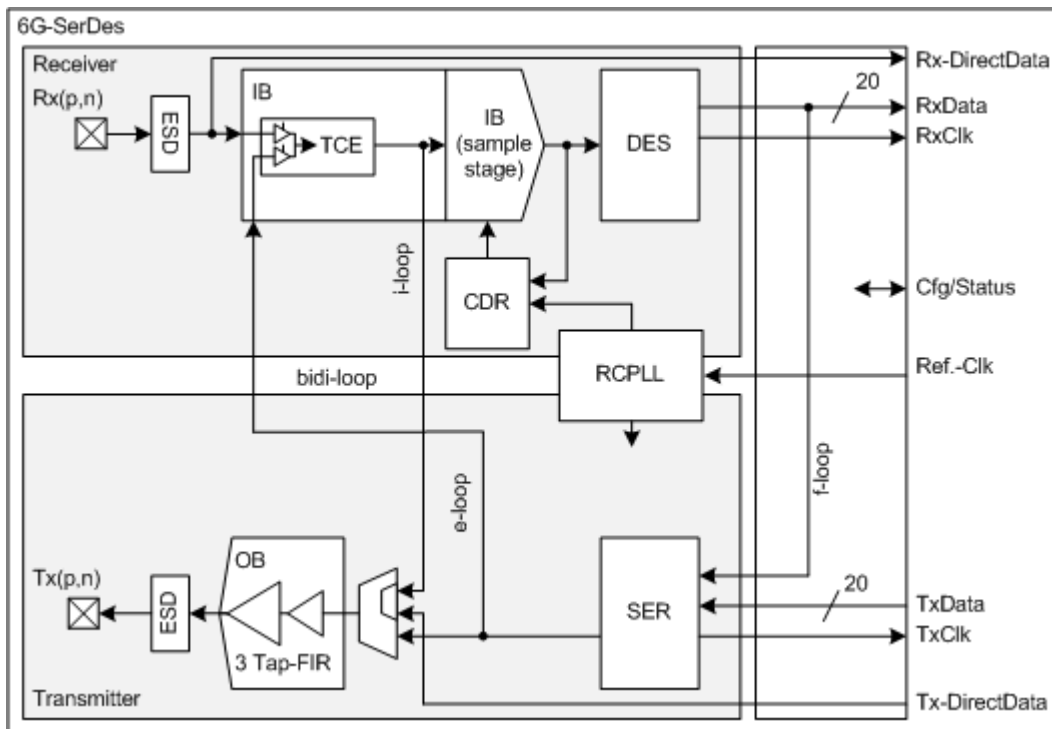 6G-SerDes
Receiver
Rx(p,n)
ESD
IB
TCE
IB
(sample
stage)
DES
20
Rx-DirectData
RxData
RxClk
i-loop
CDR
Cfg/Status
RCPLL
Ref.-Clk
bidi-loop
e-loop
f-loop
Tx(p,n)
ESD
OB
3 Tap-FIR
SER
20
TxData
TxClk
Transmitter
Tx-DirectData